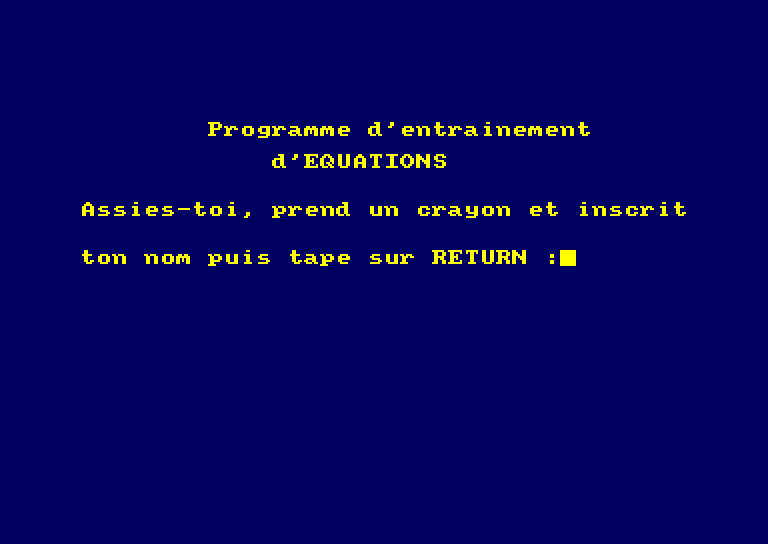 Programme d'entrainement
d'EQUATIONS
Assies-toi, prend un crayon et inscrit
ton nom puis tape sur RETURN :